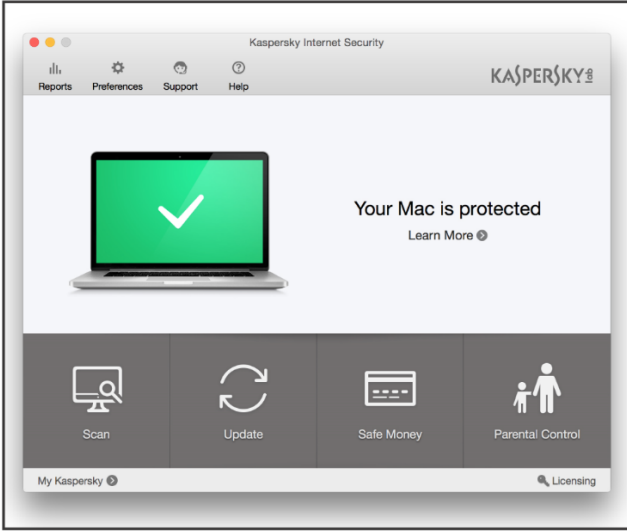 Kaspersky Internet Security
Reports Preferences Support Help
KASPERSKY lab
Your Mac is protected
Learn More
Scan Update Safe Money Parental Control
My Kaspersky Licensing